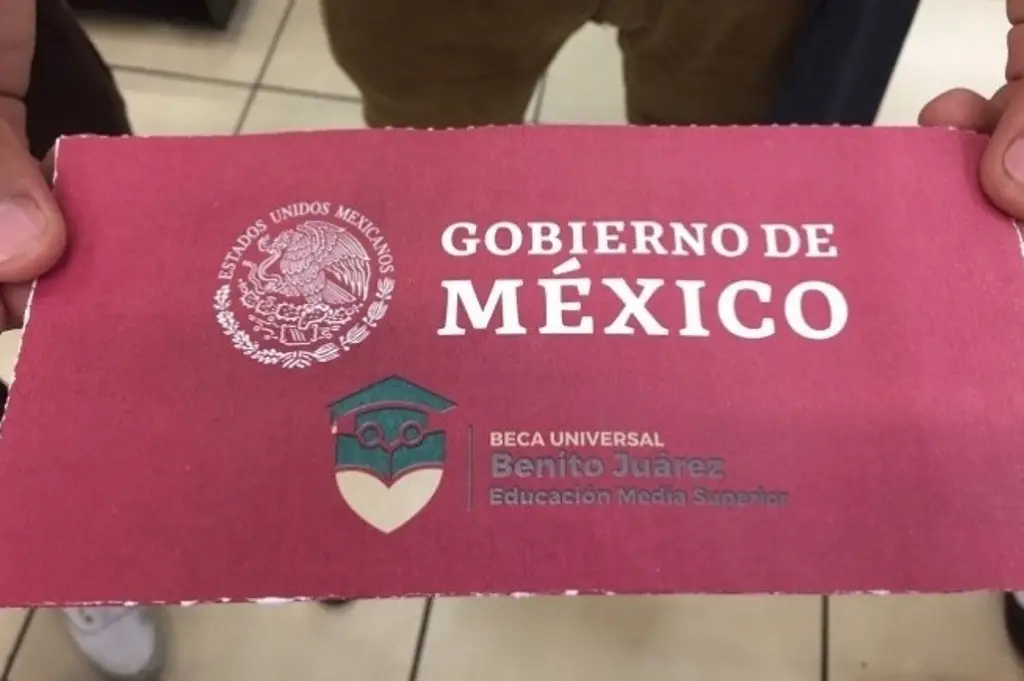 ESTADOS UNIDOS MEXICANOS
GOBIERNO DE
MÉXICO
BECA UNIVERSAL
Benito Juárez
Educación Media Superior